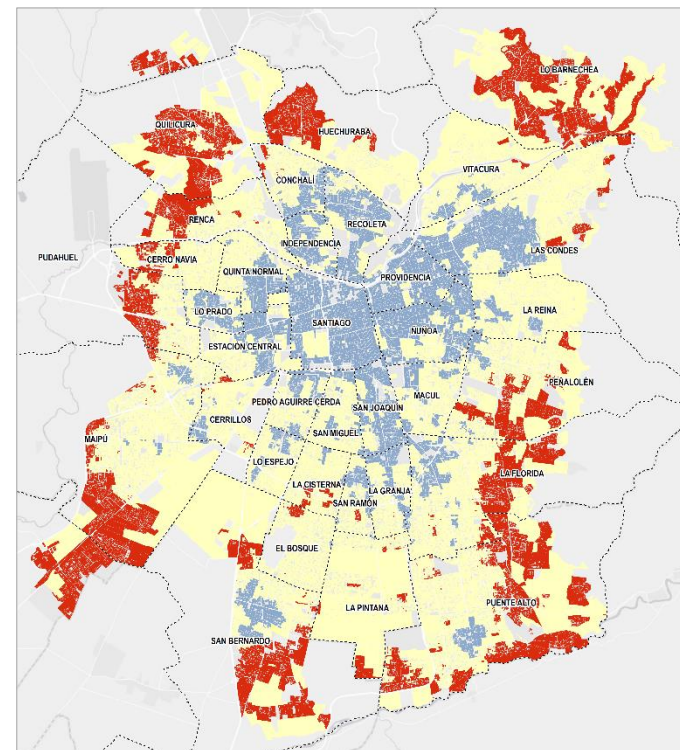 LO BARNECHEA
QUILICURA
HUECHURABA
VITACURA
CONCHALÍ
RECOLETA
RENCA
INDEPENDENCIA
LAS CONDES
PUDAHUEL
CERRO NAVIA
QUINTA NORMAL
PROVIDENCIA
LO PRADO
LA REINA
SANTIAGO
ÑUÑOA
ESTACIÓN CENTRAL
PEÑALOLÉN
PEDRO AGUIRRE CERDA
MACUL
SAN JOAQUÍN
CERRILLOS
SAN MIGUEL
MAIPÚ
LO ESPEJO
LA FLORIDA
LA CISTERNA
LA GRANJA
SAN RAMÓN
EL BOSQUE
PUENTE ALTO
LA PINTANA
SAN BERNARDO